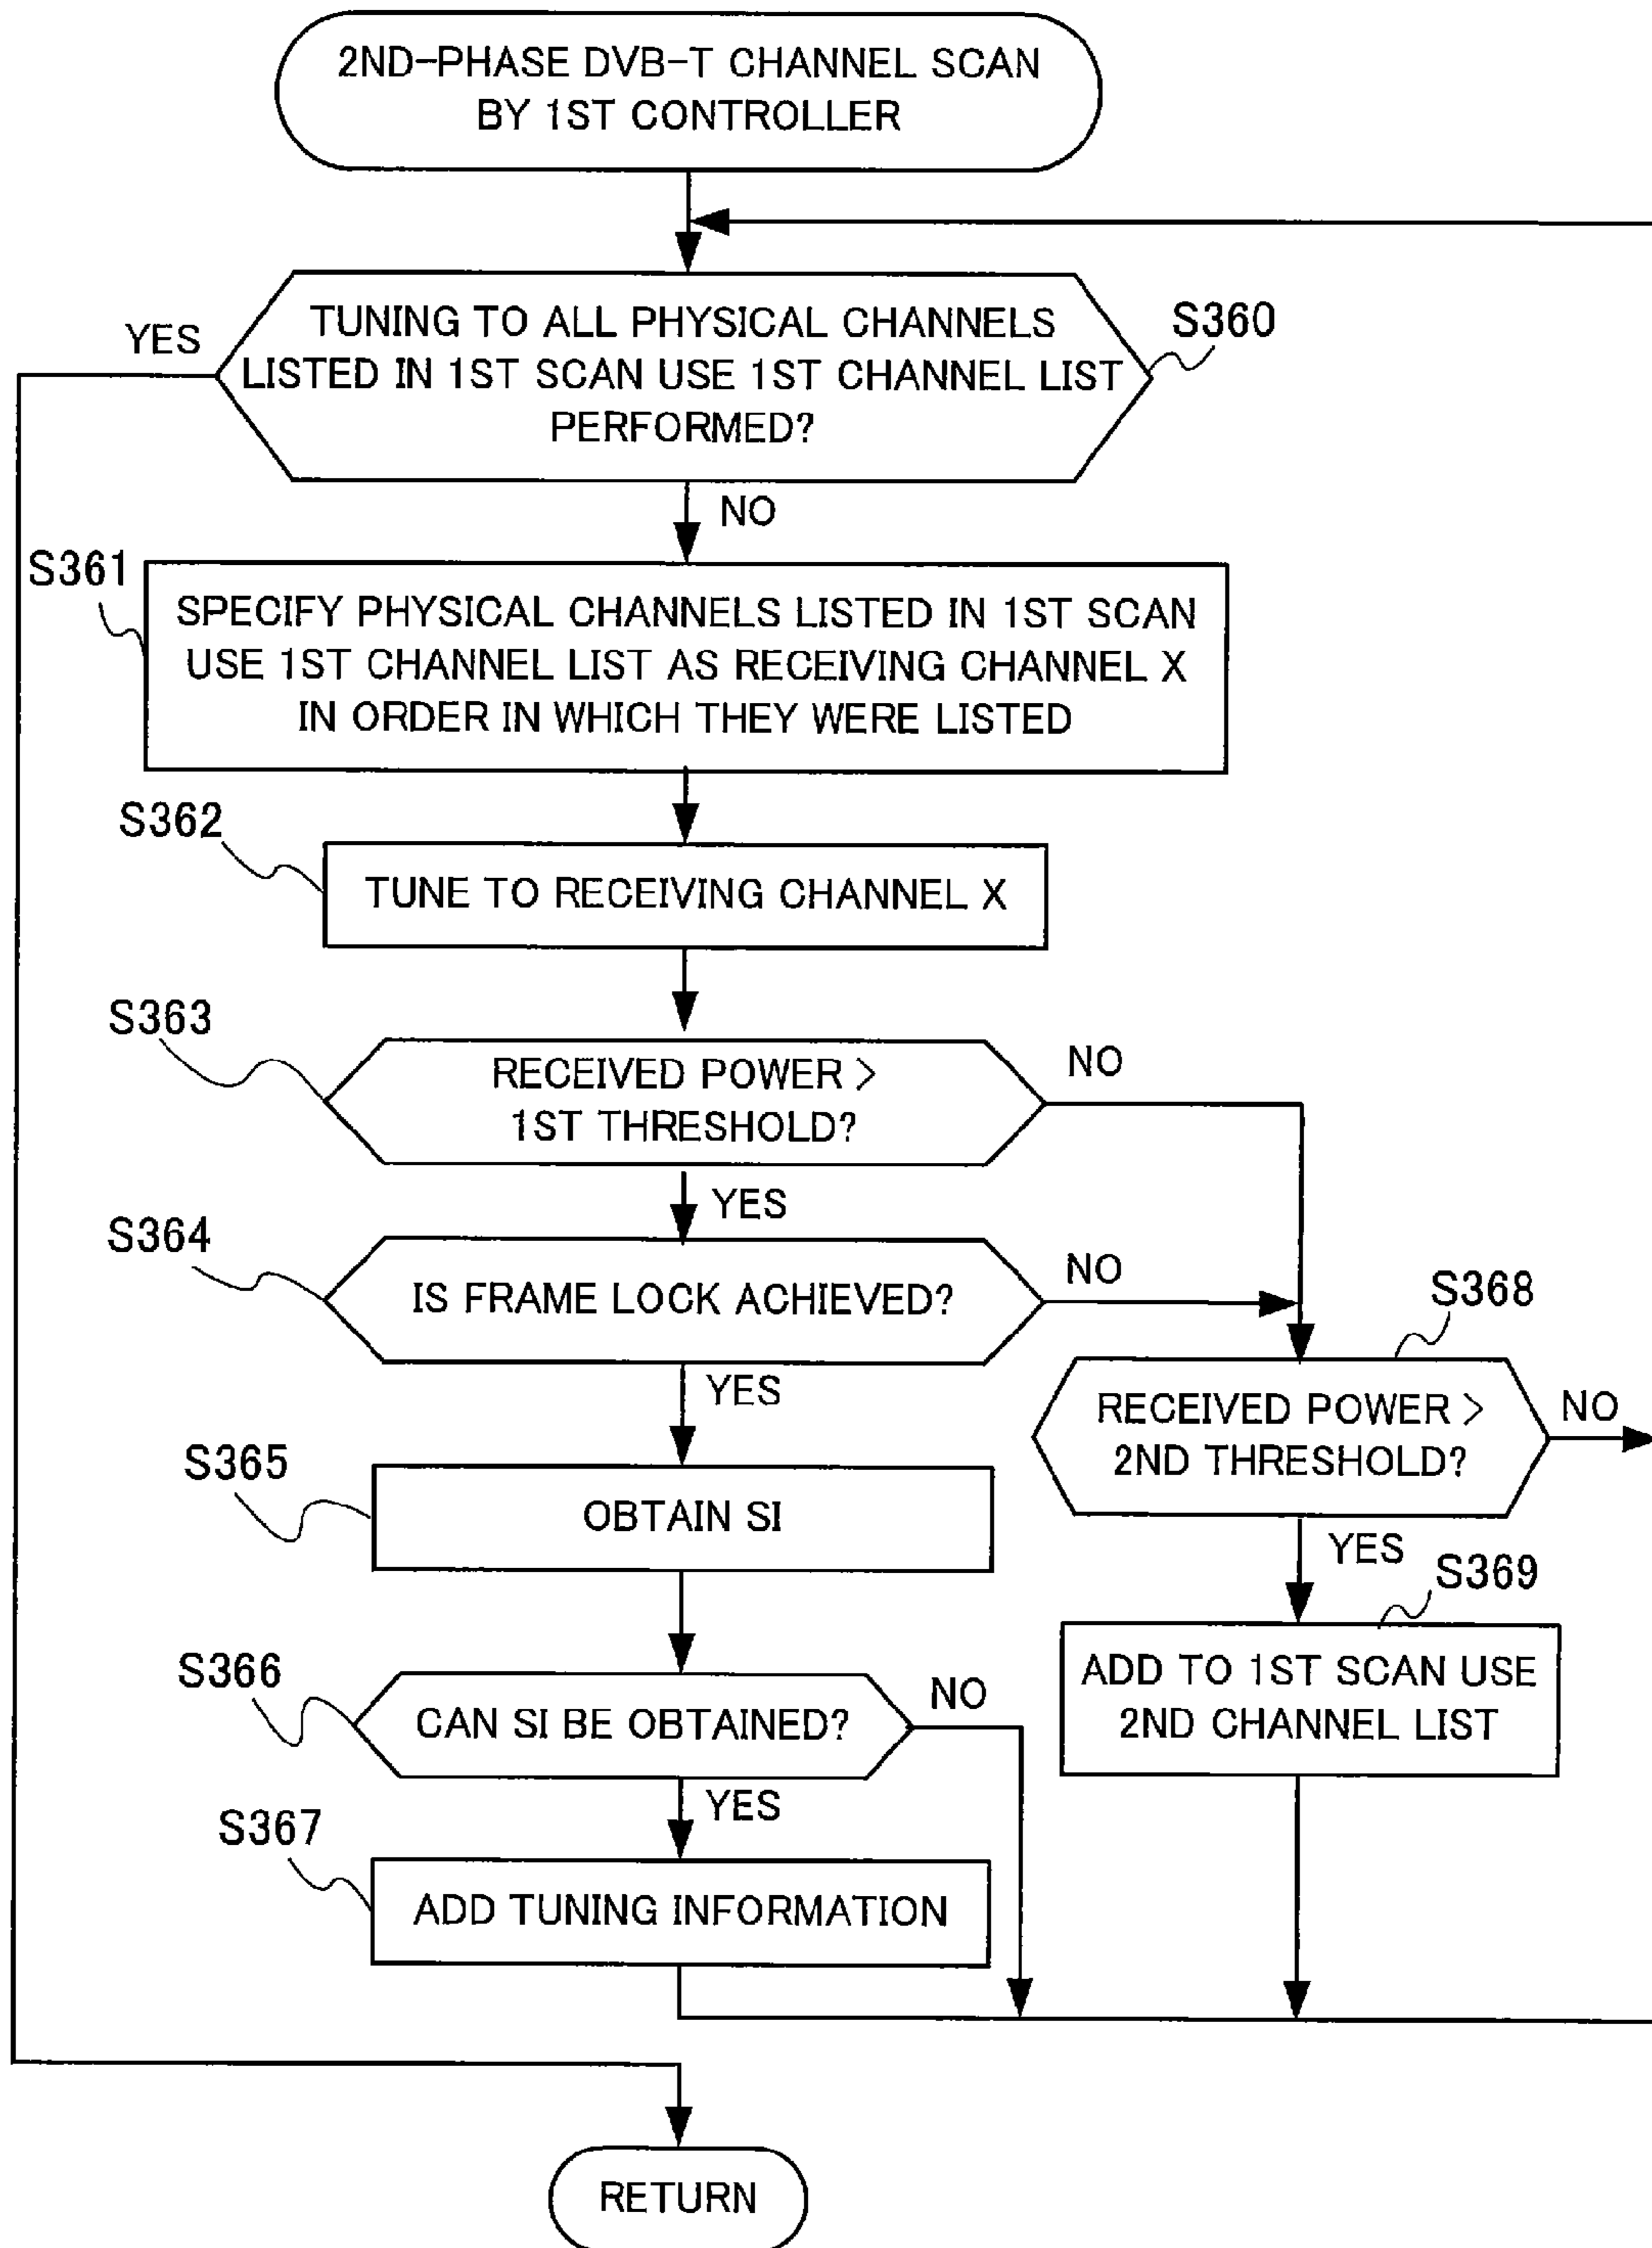 2ND-PHASE DVB-T CHANNEL SCAN
BY 1ST CONTROLLER
YES
TUNING TO ALL PHYSICAL CHANNELS
LISTED IN 1ST SCAN USE 1ST CHANNEL LIST
PERFORMED?
S360
NO
S361
SPECIFY PHYSICAL CHANNELS LISTED IN 1ST SCAN
USE 1ST CHANNEL LIST AS RECEIVING CHANNEL X
IN ORDER IN WHICH THEY WERE LISTED
S362
TUNE TO RECEIVING CHANNEL X
S363
RECEIVED POWER >
1ST THRESHOLD?
NO
YES
S364
IS FRAME LOCK ACHIEVED?
NO
S368
YES
RECEIVED POWER >
2ND THRESHOLD?
NO
S365
OBTAIN SI
YES
S369
ADD TO 1ST SCAN USE
2ND CHANNEL LIST
S366
CAN SI BE OBTAINED?
NO
YES
S367
ADD TUNING INFORMATION
RETURN